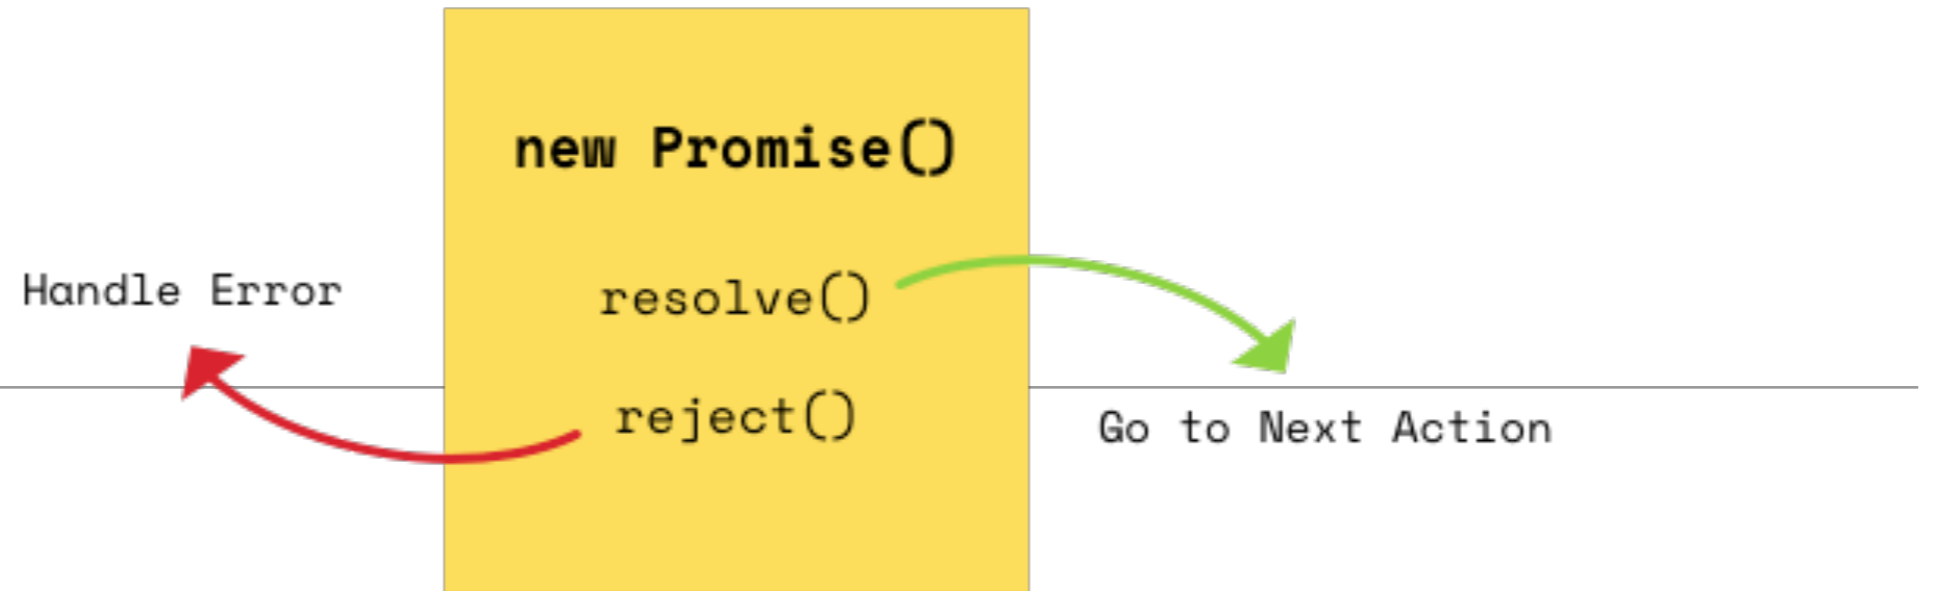 new Promise()
Handle Error
resolve()
reject()
Go to Next Action